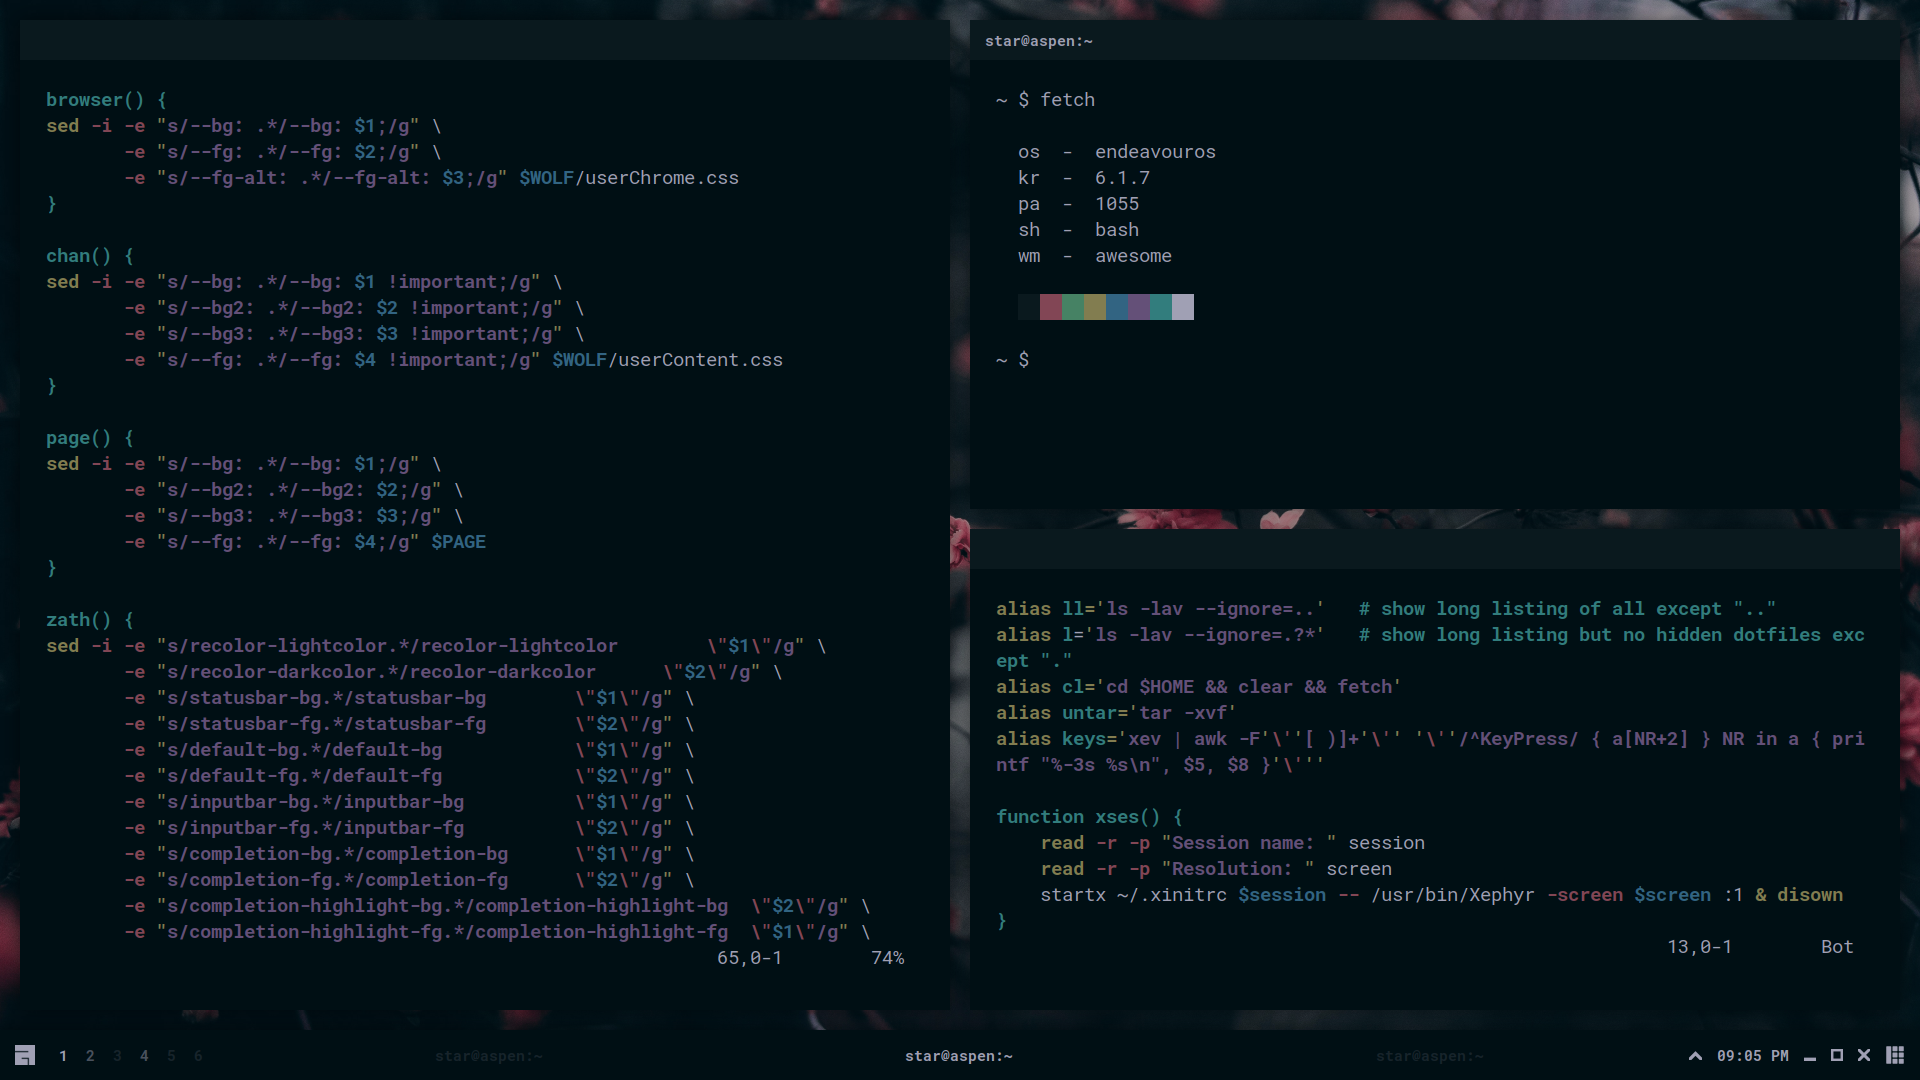 browser() {
sed -i -e "s/--bg: .*/--bg: $1;/g" \
-e "s/--fg: .*/--fg: $2;/g" \
-e "s/--fg-alt: .*/--fg-alt: $3;/g" $WOLF/userChrome.css
}
chan() {
sed -i -e "s/--bg: .*/--bg: $1 !important;/g" \
-e "s/--bg2: .*/--bg2: $2 !important;/g" \
-e "s/--bg3: .*/--bg3: $3 !important;/g" \
-e "s/--fg: .*/--fg: $4 !important;/g" $WOLF/userContent.css
}
page() {
sed -i -e "s/--bg: .*/--bg: $1;/g" \
-e "s/--bg2: .*/--bg2: $2;/g" \
-e "s/--bg3: .*/--bg3: $3;/g" \
-e "s/--fg: .*/--fg: $4;/g" $PAGE
}
zath() {
sed -i -e "s/recolor-lightcolor.*/recolor-lightcolor        \"$1\"/g" \
-e "s/recolor-darkcolor.*/recolor-darkcolor      \"$2\"/g" \
-e "s/statusbar-bg.*/statusbar-bg        \"$1\"/g" \
-e "s/statusbar-fg.*/statusbar-fg        \"$2\"/g" \
-e "s/default-bg.*/default-bg            \"$1\"/g" \
-e "s/default-fg.*/default-fg            \"$2\"/g" \
-e "s/inputbar-bg.*/inputbar-bg          \"$1\"/g" \
-e "s/inputbar-fg.*/inputbar-fg          \"$2\"/g" \
-e "s/completion-bg.*/completion-bg      \"$1\"/g" \
-e "s/completion-fg.*/completion-fg      \"$2\"/g" \
-e "s/completion-highlight-bg.*/completion-highlight-bg  \"$2\"/g" \
-e "s/completion-highlight-fg.*/completion-highlight-fg  \"$1\"/g" \
65,0-1        74%
star@aspen:~
~ $ fetch
os  -  endeavouros
kr  -  6.1.7
pa  -  1055
sh  -  bash
wm  -  awesome
~ $
alias ll='ls -lav --ignore=..'   # show long listing of all except ".."
alias l='ls -lav --ignore=.?*'   # show long listing but no hidden dotfiles exc
ept "."
alias cl='cd $HOME && clear && fetch'
alias untar='tar -xvf'
alias keys='xev | awk -F'\''[ )]+'\'' '\''/^KeyPress/ { a[NR+2] } NR in a { pri
ntf "%-3s %s\n", $5, $8 }'\'''
function xses() {
read -r -p "Session name: " session
read -r -p "Resolution: " screen
startx ~/.xinitrc $session -- /usr/bin/Xephyr -screen $screen :1 & disown
}
13,0-1        Bot
1 2 3 4 5 6 star@aspen:~ star@aspen:~ star@aspen:~ 09:05 PM